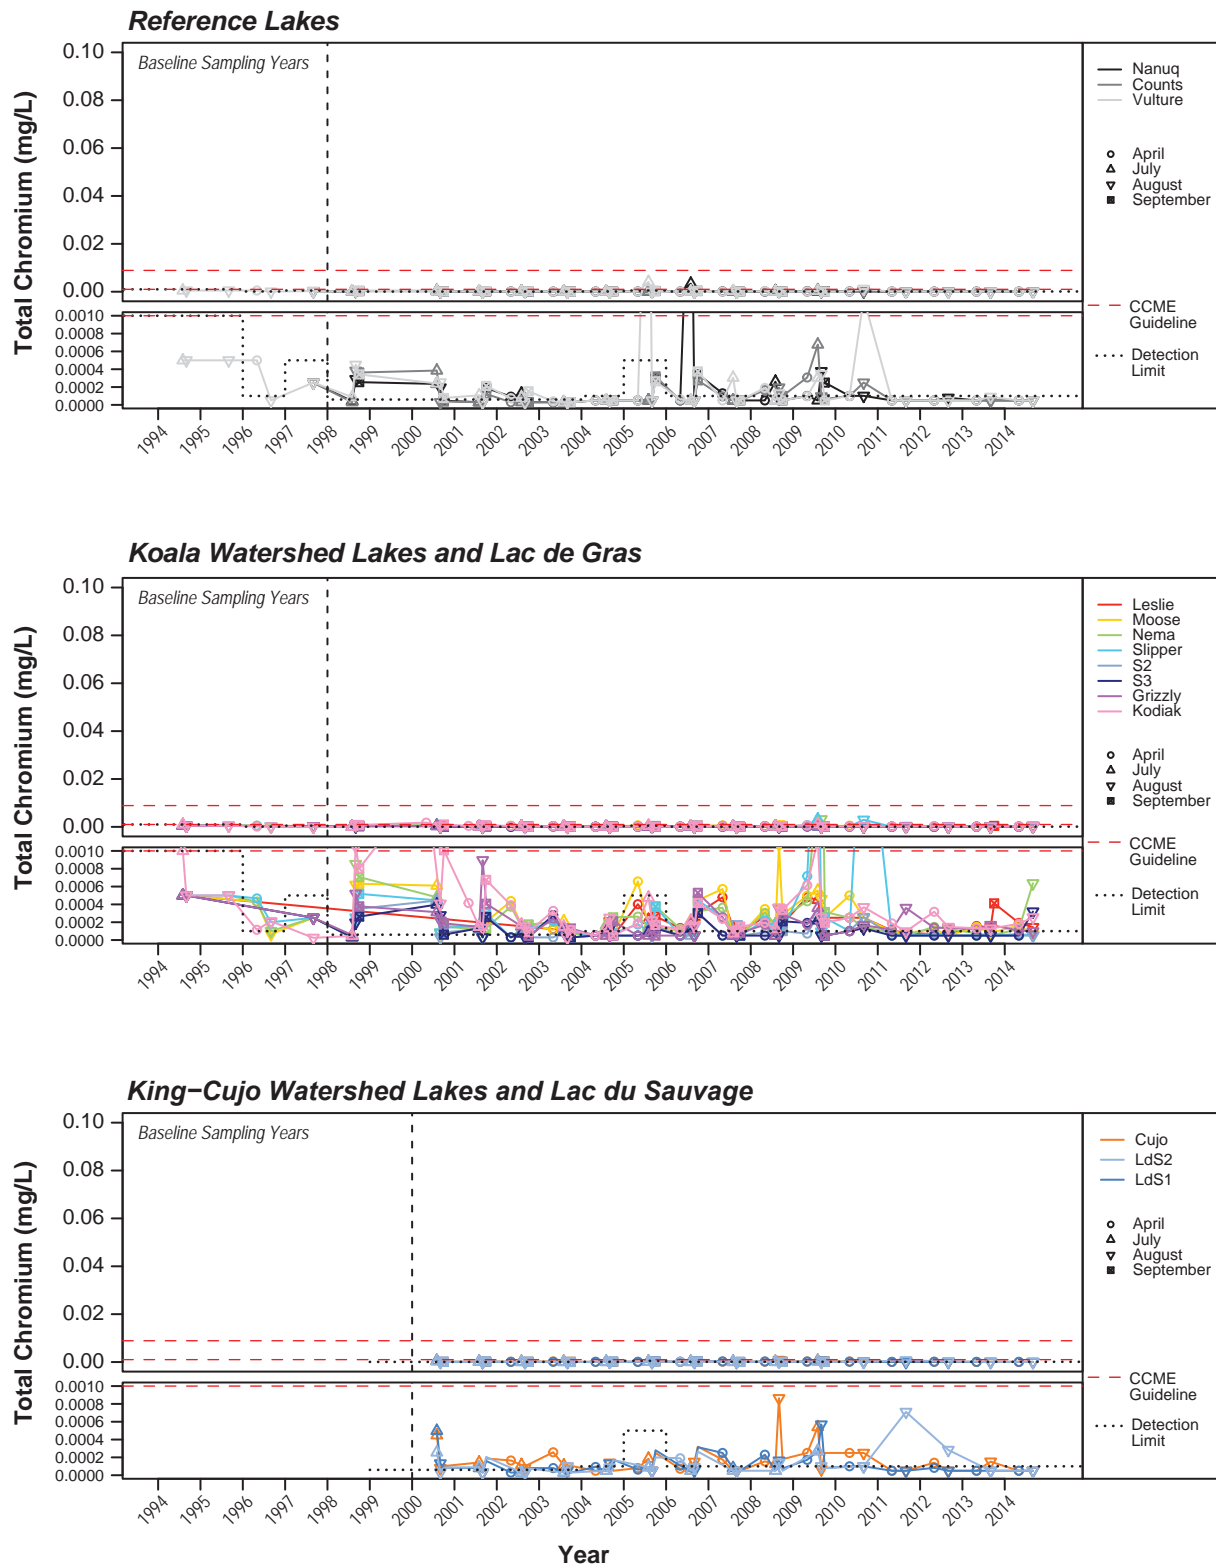 Reference Lakes
Total Chromium (mg/L)
0.10
0.08
0.06
0.04
0.02
0.00
Baseline Sampling Years
Nanuq
Counts
Vulture
April
July
August
September
CCME
Guideline
Detection
Limit
0.0010
0.0008
0.0006
0.0004
0.0002
0.0000
1994
1995
1996
1997
1998
1999
2000
2001
2002
2003
2004
2005
2006
2007
2008
2009
2010
2011
2012
2013
2014
Koala Watershed Lakes and Lac de Gras
Total Chromium (mg/L)
0.10
0.08
0.06
0.04
0.02
0.00
Baseline Sampling Years
Leslie
Moose
Nema
Slipper
S2
S3
Grizzly
Kodiak
April
July
August
September
CCME
Guideline
Detection
Limit
0.0010
0.0008
0.0006
0.0004
0.0002
0.0000
1994
1995
1996
1997
1998
1999
2000
2001
2002
2003
2004
2005
2006
2007
2008
2009
2010
2011
2012
2013
2014
King−Cujo Watershed Lakes and Lac du Sauvage
Total Chromium (mg/L)
0.10
0.08
0.06
0.04
0.02
0.00
Baseline Sampling Years
Cujo
LdS2
LdS1
April
July
August
September
CCME
Guideline
Detection
Limit
0.0010
0.0008
0.0006
0.0004
0.0002
0.0000
1994
1995
1996
1997
1998
1999
2000
2001
2002
2003
2004
2005
2006
2007
2008
2009
2010
2011
2012
2013
2014
Year